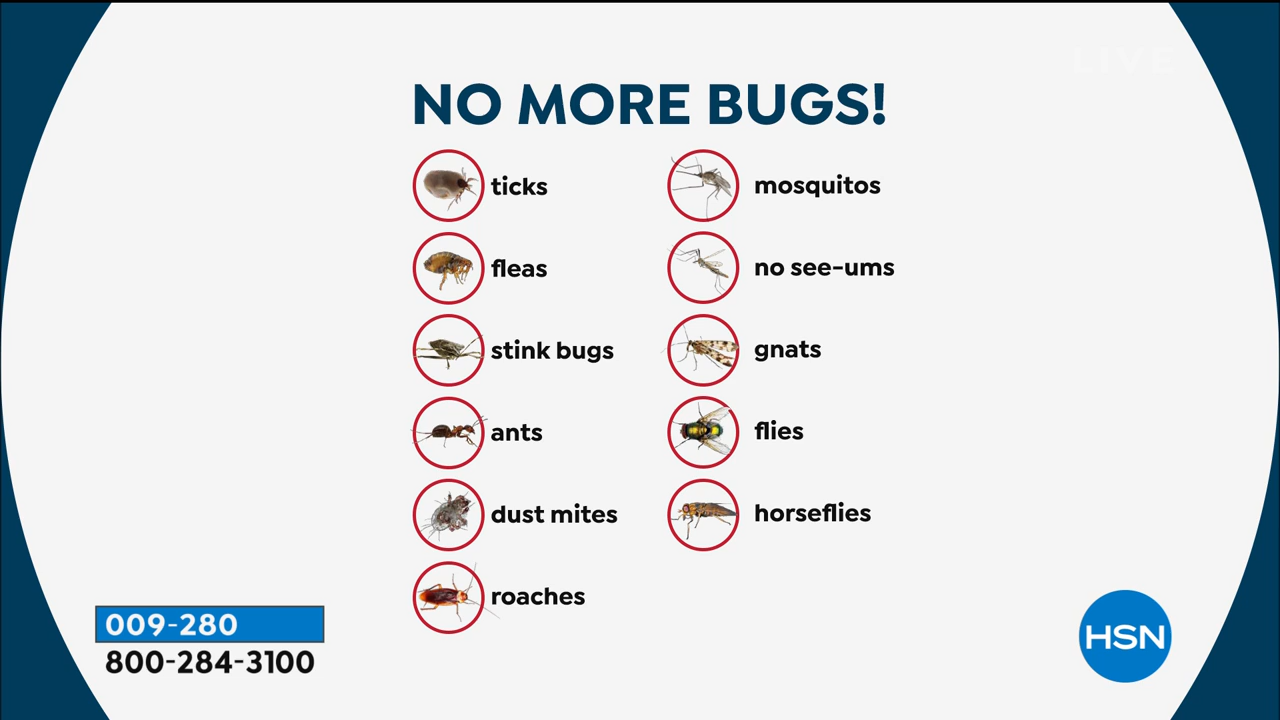 LIVE
NO MORE BUGS!
ticks
fleas
stink bugs
ants
dust mites
roaches
mosquitos
no see-ums
gnats
flies
horseflies
009-280
800-284-3100
HSN